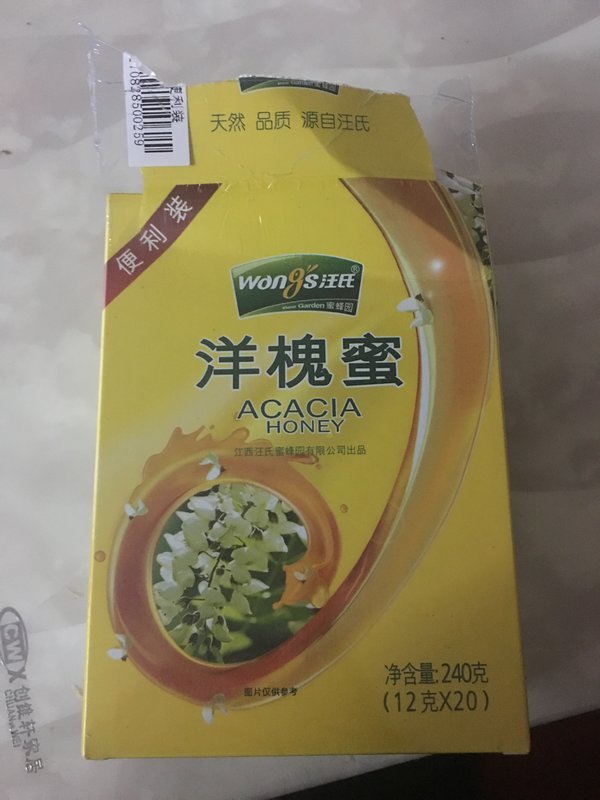 便利装
70828500259
天然 品质 源自汪氏
便利装
Wong's汪氏®
Bee Garden 蜜蜂园
洋槐蜜
ACACIA
HONEY
江西汪氏蜜蜂园有限公司出品
图片仅供参考
净含量:240克
(12克X20)
CWX